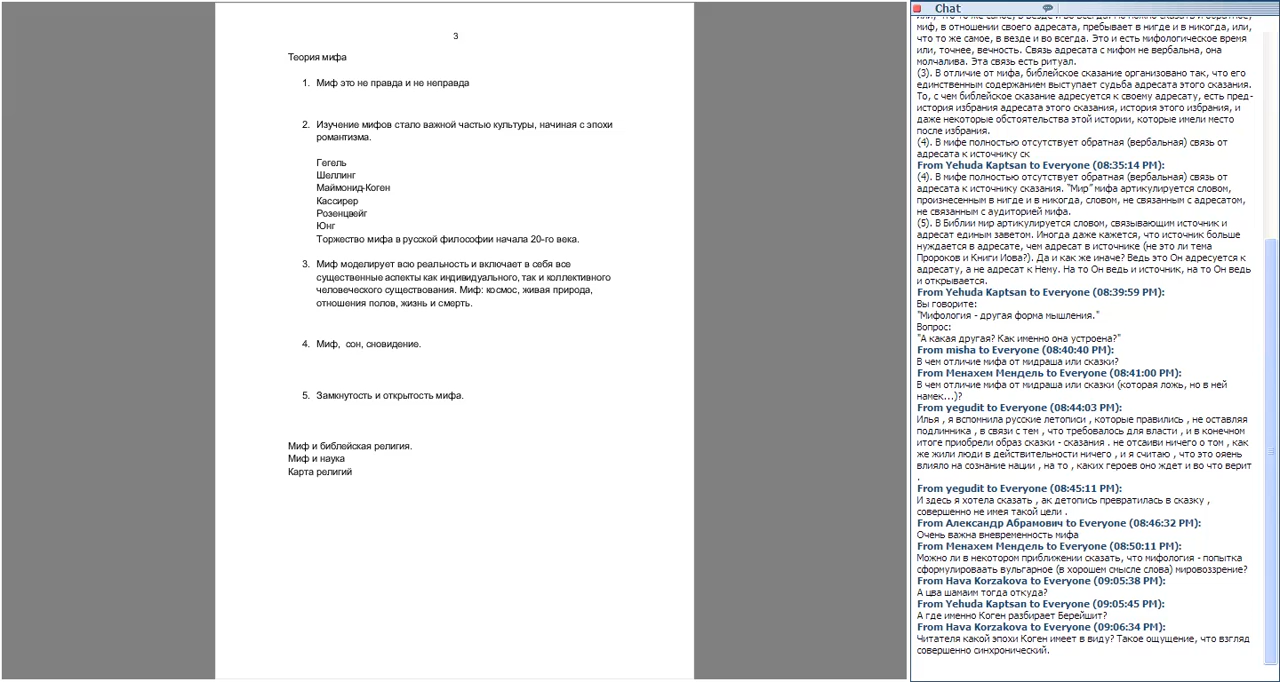 3
Теория мифа
1. Миф это не правда и не неправда
2. Изучение мифов стало важной частью культуры, начиная с эпохи
романтизма.
Гегель
Шеллинг
Маймонид-Коген
Кассирер
Розенцвейг
Юнг
Торжество мифа в русской философии начала 20-го века.
3. Миф моделирует всю реальность и включает в себя все
существенные аспекты как индивидуального, так и коллективного
человеческого существования. Миф: космос, живая природа,
отношения полов, жизнь и смерть.
4. Миф, сон, сновидение.
5. Замкнутость и открытость мифа.
Миф и библейская религия.
Миф и наука
Карта религий
Chat
миф, в отношении своего адресата, пребывает в нигде и в никогда, или,
что то же самое, в везде и во всегда. Это и есть мифологическое время
или, точнее, вечность. Связь адресата с мифом не вербальна, она
молчалива. Эта связь есть ритуал.
(3). В отличие от мифа, библейское сказание организовано так, что его
единственным содержанием выступает судьба адресата этого сказания.
То, с чем библейское сказание адресуется к своему адресату, есть пред-
история избрания адресата этого сказания, история этого избрания, и
даже некоторые обстоятельства этой истории, которые имели место
после избрания.
(4). В мифе полностью отсутствует обратная (вербальная) связь от
адресата к источнику ск
From Yehuda Kaptsan to Everyone (08:35:14 PM):
(4). В мифе полностью отсутствует обратная (вербальная) связь от
адресата к источнику сказания. "Мир" мифа артикулируется словом,
произнесенным в нигде и в никогда, словом, не связанным с адресатом,
не связанным с аудиторией мифа.
(5). В Библии мир артикулируется словом, связывающим источник и
адресат единым заветом. Иногда даже кажется, что источник больше
нуждается в адресате, чем адресат в источнике (не это ли тема
Пророков и Книги Иова?). Да и как же иначе? Ведь это Он адресуется к
адресату, а не адресат к Нему. На то Он ведь и источник, на то Он ведь
и открывается.
From Yehuda Kaptsan to Everyone (08:39:59 PM):
Вы говорите:
"Мифология - другая форма мышления."
Вопрос:
"А какая другая? Как именно она устроена?"
From misha to Everyone (08:40:40 PM):
В чем отличие мифа от мидраша или сказки?
From Менахем Мендель to Everyone (08:41:00 PM):
В чем отличие мифа от мидраша или сказки (которая ложь, но в ней
намек...)?
From yegudit to Everyone (08:44:03 PM):
Илья , я вспомнила русские летописи , которые правились , не оставляя
подлинника , в связи с тем , что требовалось для власти , и в конечном
итоге приобрели образ сказки - сказания . не отсаиви ничего о том , как
же жили люди в действительности ничего , и я считаю , что это ояень
влияло на сознание нации , на то , каких героев оно ждет и во что верит
.
From yegudit to Everyone (08:45:11 PM):
И здесь я хотела сказать , ак детопись превратилась в сказку ,
совершенно не имея такой цели .
From Александр Абрамович to Everyone (08:46:32 PM):
Очень важна вневременность мифа
From Менахем Мендель to Everyone (08:50:11 PM):
Можно ли в некотором приближении сказать, что мифология - попытка
сформулироваать вульгарное (в хорошем смысле слова) мировоззрение?
From Hava Korzakova to Everyone (09:05:38 PM):
А цва шамаим тогда откуда?
From Yehuda Kaptsan to Everyone (09:05:45 PM):
А где именно Коген разбирает Берейшит?
From Hava Korzakova to Everyone (09:06:34 PM):
Читателя какой эпохи Коген имеет в виду? Такое ощущение, что взгляд
совершенно синхронический.